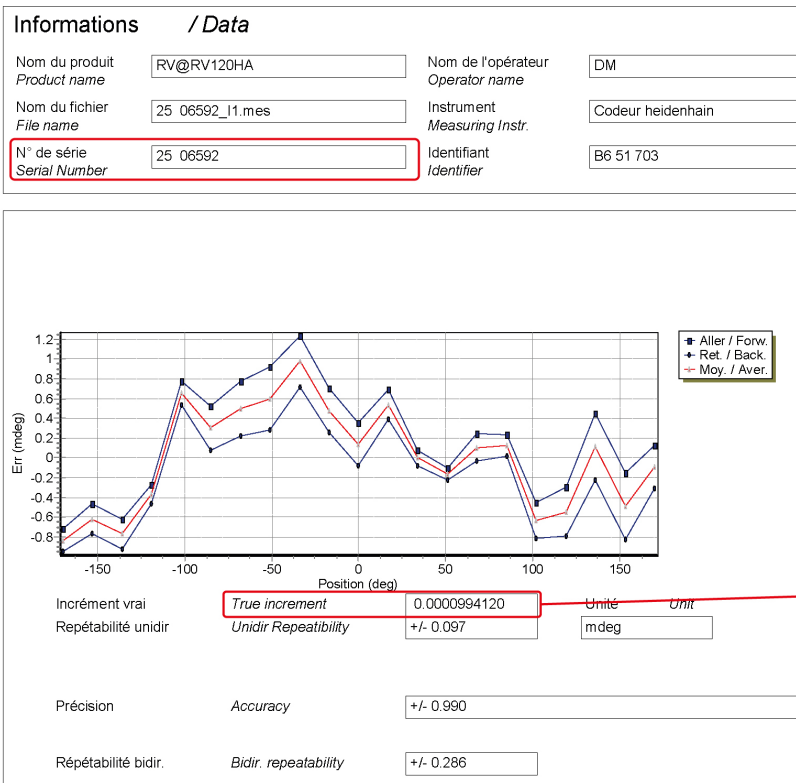 Informations / Data
Nom du produit RV@RV120HA Nom de l'opérateur DM
Product name Operator name
Nom du fichier 25 06592_I1.mes Instrument Codeur heidenhain
File name Measuring Instr.
N° de série 25 06592 Identifiant B6 51 703
Serial Number Identifier
Aller / Forw.
Ret. / Back.
Moy. / Aver.
Err (mdeg)
1.2
1
0.8
0.6
0.4
0.2
0
-0.2
-0.4
-0.6
-0.8
-150 -100 -50 0 50 100 150
Position (deg)
Incrément vrai True increment 0.0000994120 Unité Unit
Repétabilité unidir Unidir Repeatibility +/- 0.097 mdeg
Précision Accuracy +/- 0.990
Répétabilité bidir. Bidir. repeatability +/- 0.286